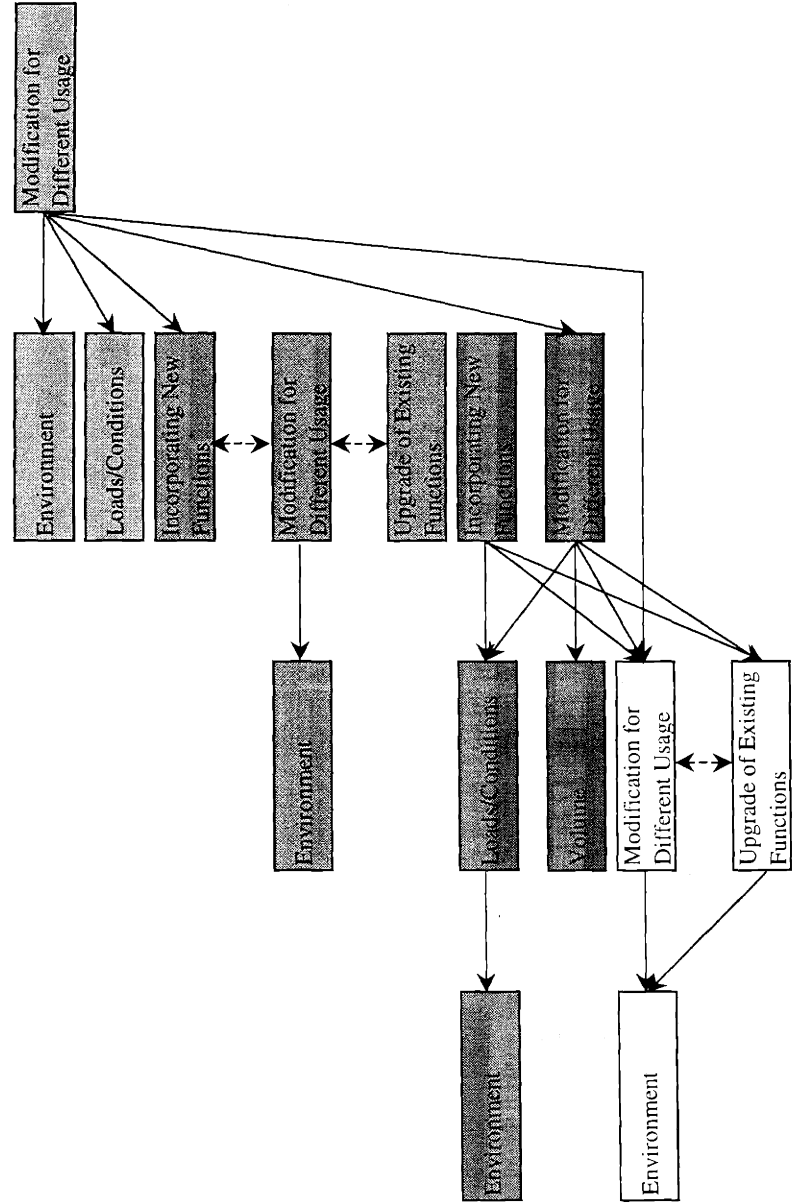 Modification for
Different Usage
Environment
Loads/Conditions
Incorporating New
Functions
Modification for
Different Usage
Upgrade of Existing
Functions
Incorporating New
Functions
Modification for
Different Usage
Environment
Loads/Conditions
Volume
Modification for
Different Usage
Upgrade of Existing
Functions
Environment
Environment